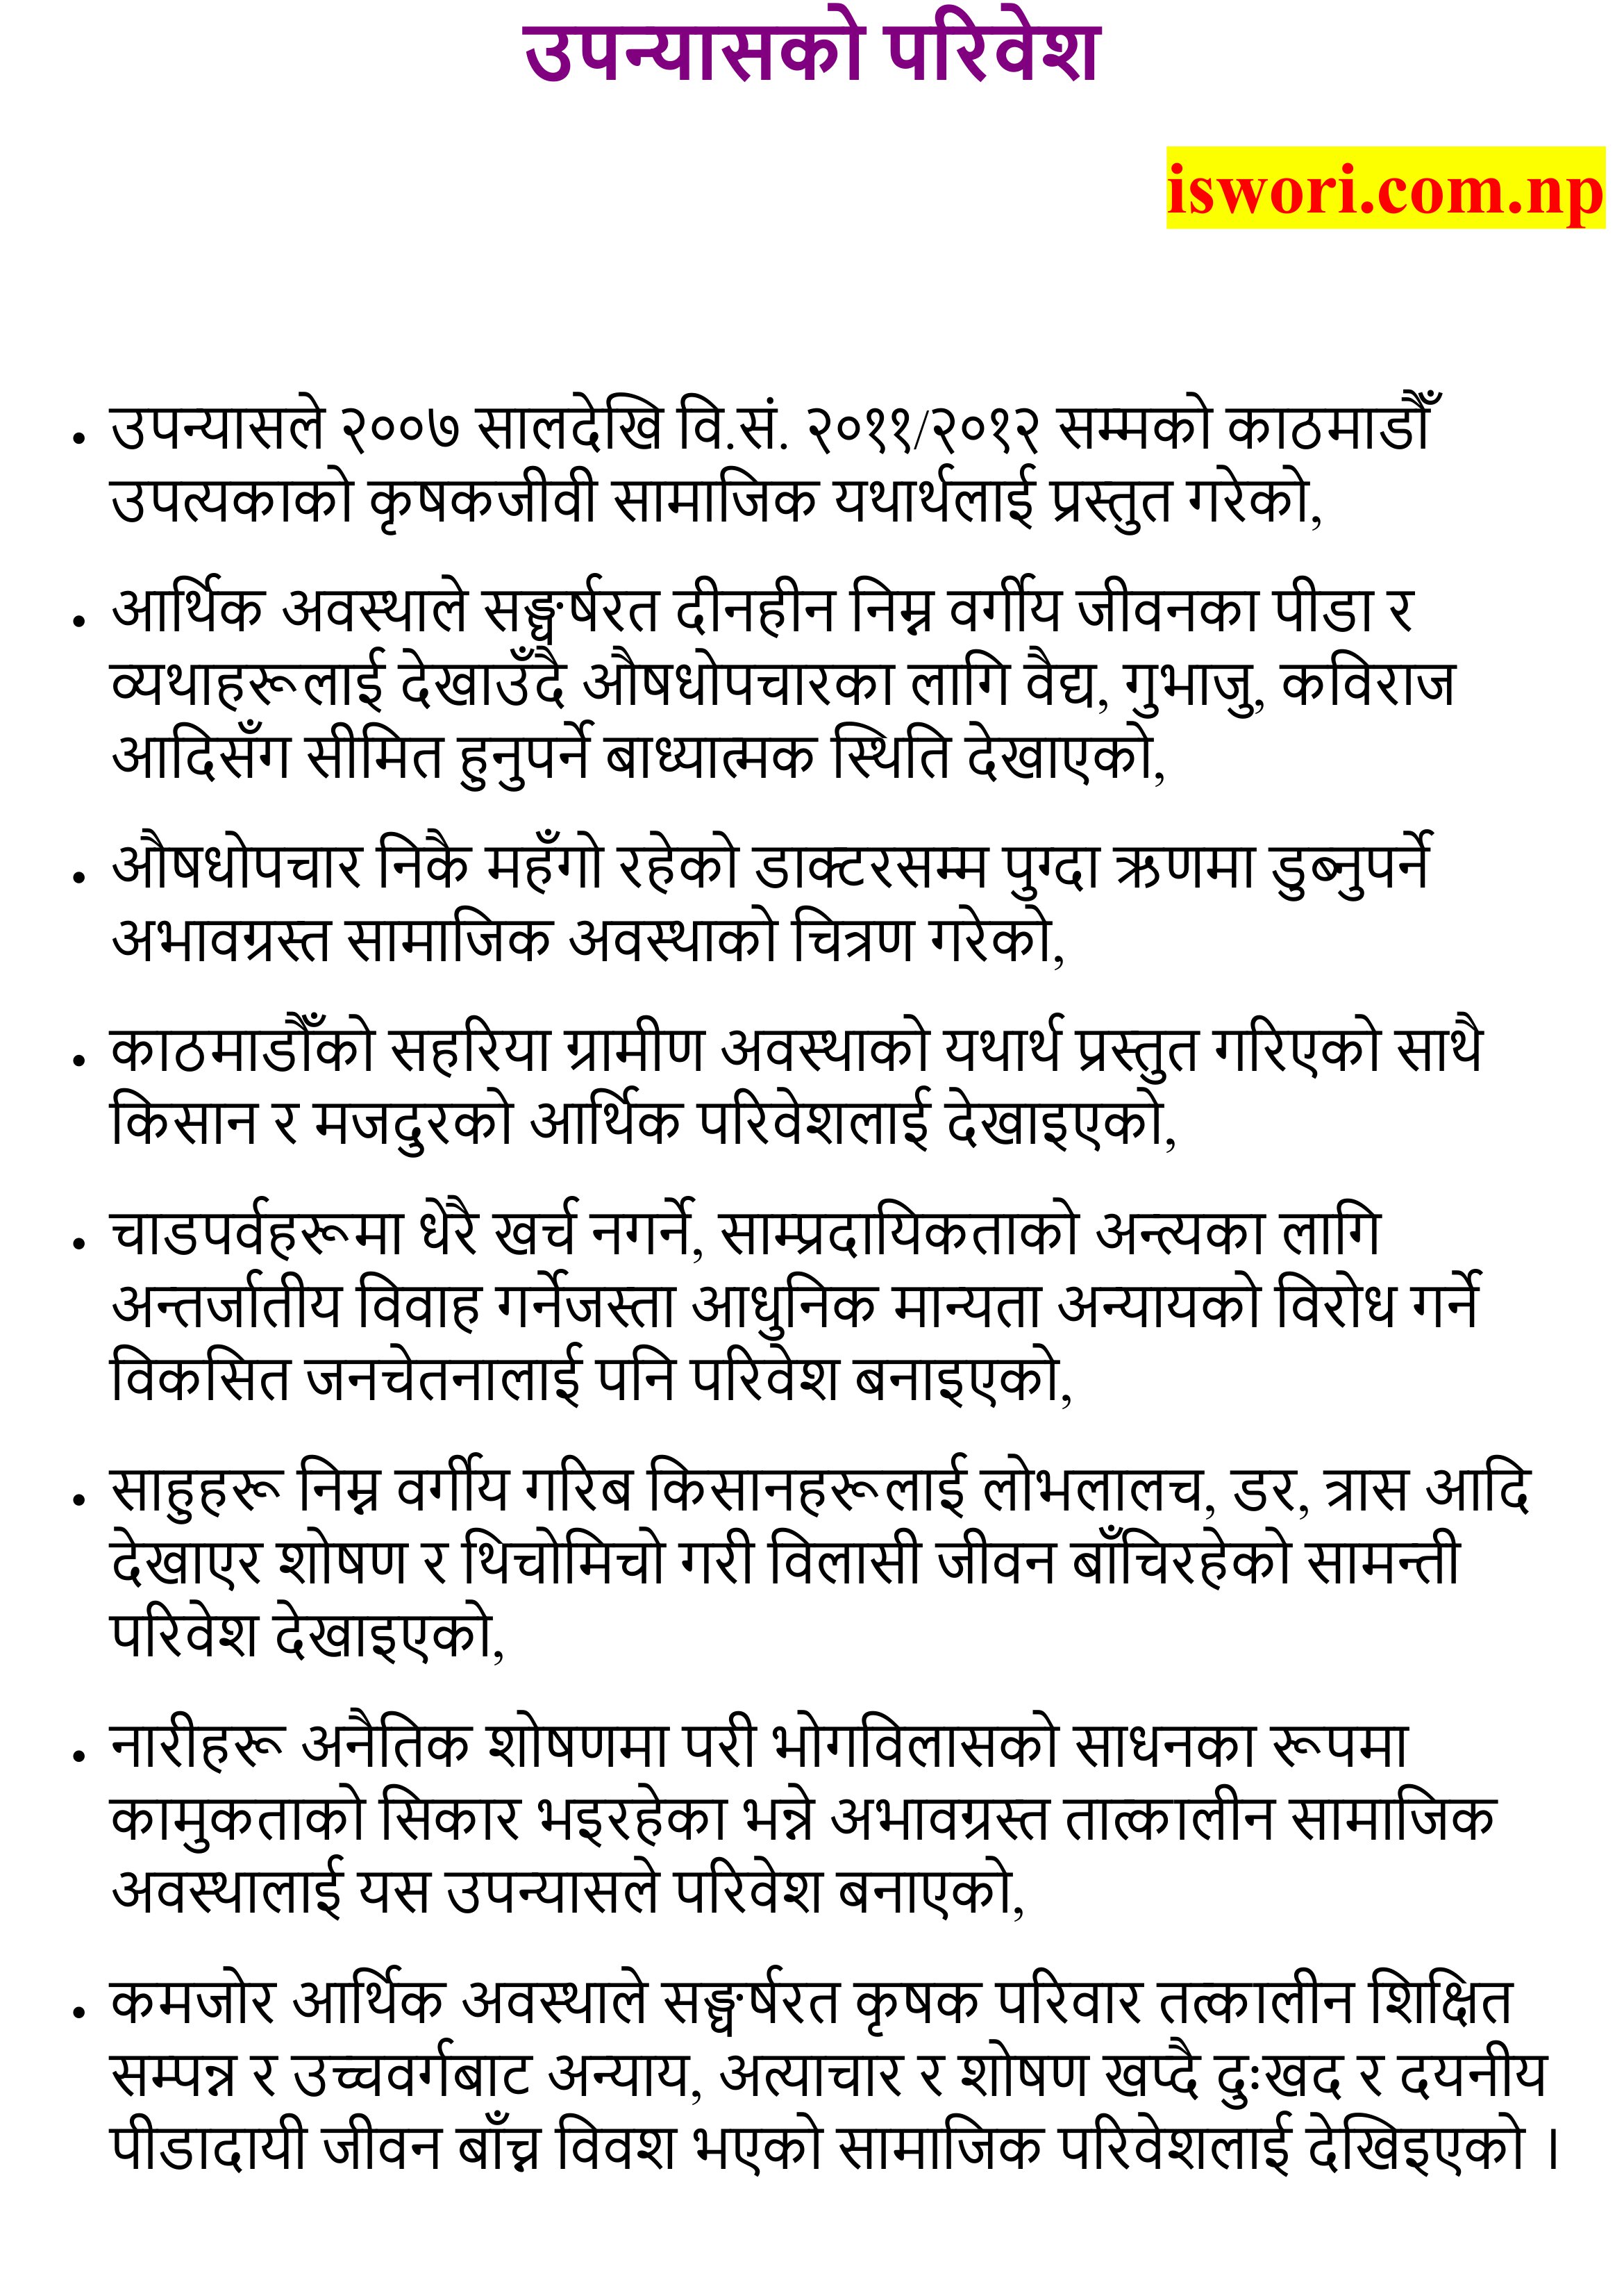 उपन्यासको परिवेश
iswori.com.np
• उपन्यासले २००७ सालदेखि वि.सं. २०११/२०१२ सम्मको काठमाडौँ
उपत्यकाको कृषकजीवी सामाजिक यथार्थलाई प्रस्तुत गरेको,
• आर्थिक अवस्थाले सङ्घर्षरत दीनहीन निम्न वर्गीय जीवनका पीडा र
व्यथाहरूलाई देखाउँदै औषधोपचारका लागि वैद्य, गुभाजु, कविराज
आदिसँग सीमित हुनुपर्ने बाध्यात्मक स्थिति देखाएको,
• औषधोपचार निकै महँगो रहेको डाक्टरसम्म पुग्दा ऋणमा डुब्नुपर्ने
अभावग्रस्त सामाजिक अवस्थाको चित्रण गरेको,
• काठमाडौँको सहरिया ग्रामीण अवस्थाको यथार्थ प्रस्तुत गरिएको साथै
किसान र मजदुरको आर्थिक परिवेशलाई देखाइएको,
• चाडपर्वहरूमा धेरै खर्च नगर्ने, साम्प्रदायिकताको अन्त्यका लागि
अन्तर्जातीय विवाह गर्नेजस्ता आधुनिक मान्यता अन्यायको विरोध गर्ने
विकसित जनचेतनालाई पनि परिवेश बनाइएको,
• साहुहरू निम्न वर्गीय गरिब किसानहरूलाई लोभलालच, डर, त्रास आदि
देखाएर शोषण र थिचोमिचो गरी विलासी जीवन बाँचिरहेको सामन्ती
परिवेश देखाइएको,
• नारीहरू अनैतिक शोषणमा परी भोगविलासको साधनका रूपमा
कामुकताको सिकार भइरहेका भन्ने अभावग्रस्त तात्कालीन सामाजिक
अवस्थालाई यस उपन्यासले परिवेश बनाएको,
• कमजोर आर्थिक अवस्थाले सङ्घर्षरत कृषक परिवार तत्कालीन शिक्षित
सम्पन्न र उच्चवर्गबाट अन्याय, अत्याचार र शोषण खप्दै दुःखद र दयनीय
पीडादायी जीवन बाँच्न विवश भएको सामाजिक परिवेशलाई देखिइएको ।